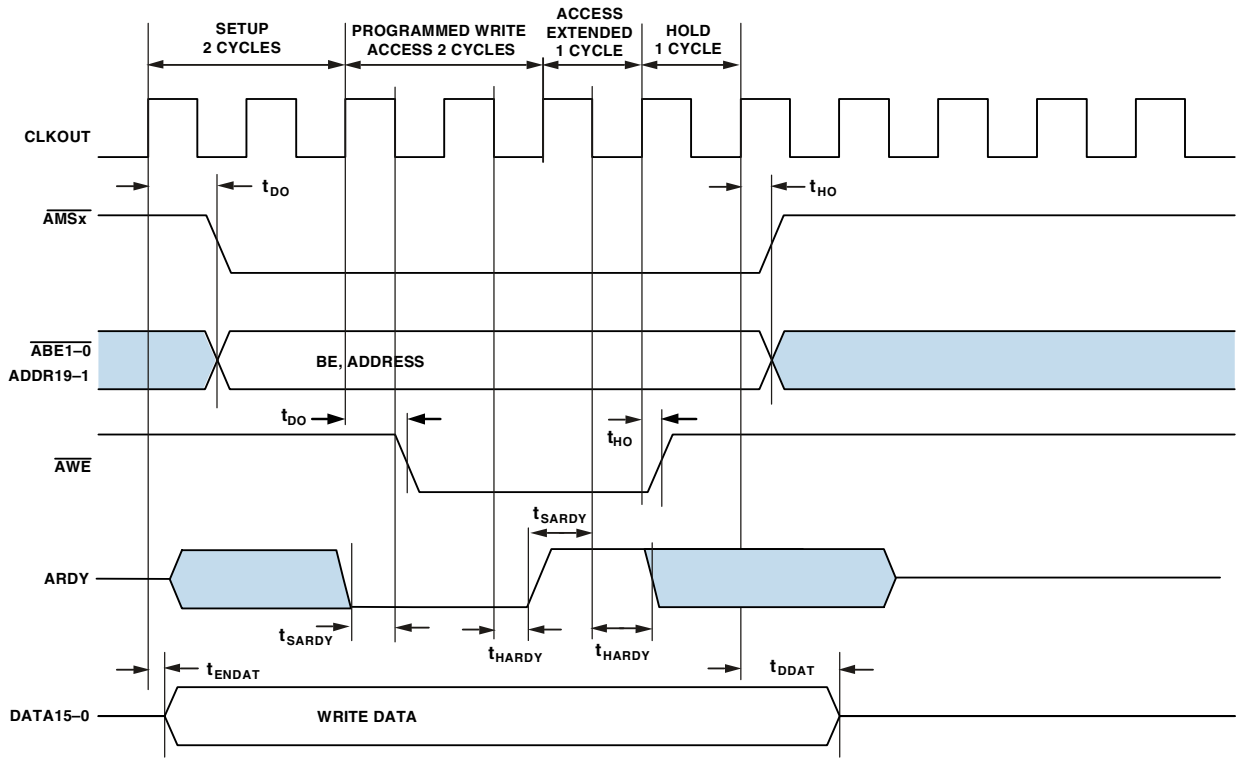 SETUP
2 CYCLES
PROGRAMMED WRITE
ACCESS 2 CYCLES
ACCESS
EXTENDED
1 CYCLE
HOLD
1 CYCLE
CLKOUT
tDO
tHO
AMSx
ABE1–0
BE, ADDRESS
ADDR19–1
tDO
tHO
AWE
tSARDY
ARDY
tSARDY
tHARDY
tHARDY
tENDAT
tDDAT
DATA15–0
WRITE DATA